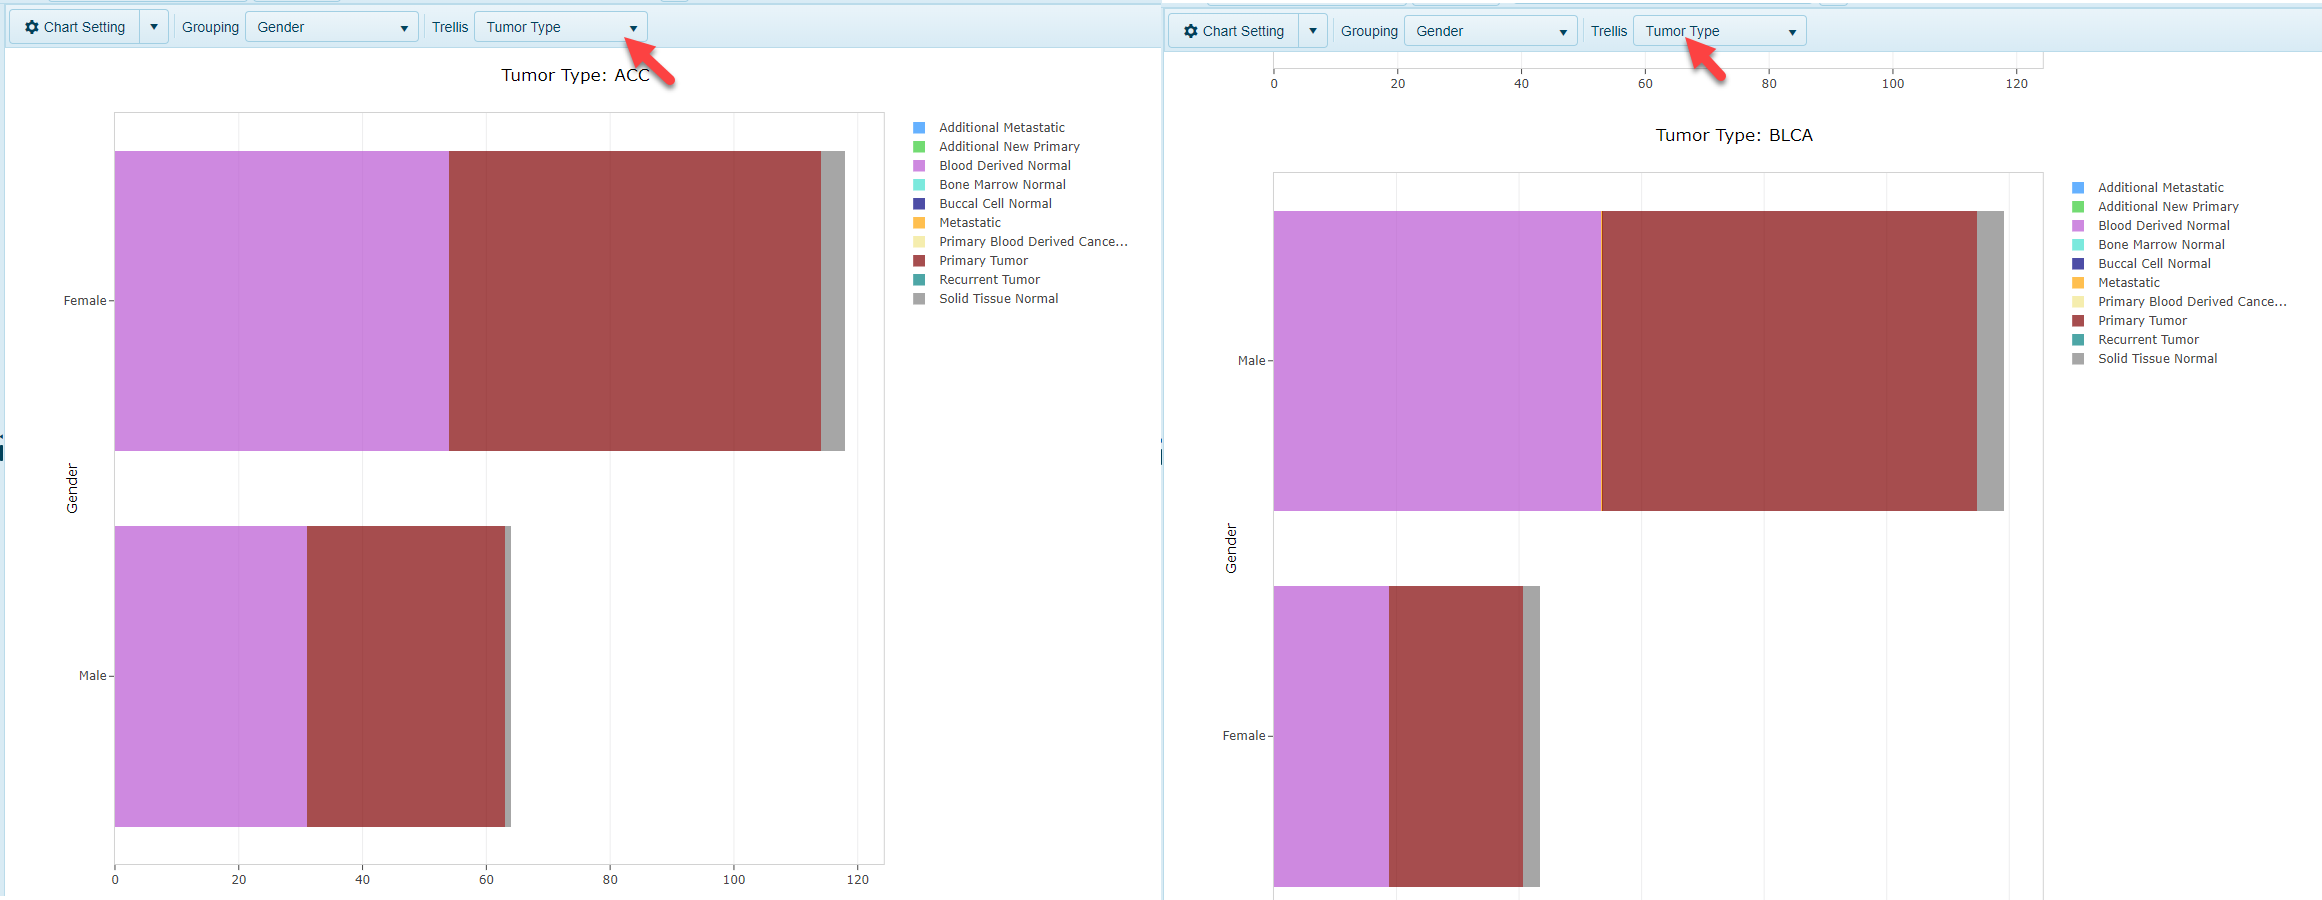 Chart Setting Grouping Gender Trellis Tumor Type
Tumor Type: ACC
Additional Metastatic
Additional New Primary
Blood Derived Normal
Bone Marrow Normal
Buccal Cell Normal
Metastatic
Primary Blood Derived Cance...
Primary Tumor
Recurrent Tumor
Solid Tissue Normal
Female
Gender
Male
0 20 40 60 80 100 120
Chart Setting Grouping Gender Trellis Tumor Type
0 20 40 60 80 100 120
Tumor Type: BLCA
Additional Metastatic
Additional New Primary
Blood Derived Normal
Bone Marrow Normal
Buccal Cell Normal
Metastatic
Primary Blood Derived Cance...
Primary Tumor
Recurrent Tumor
Solid Tissue Normal
Male
Gender
Female